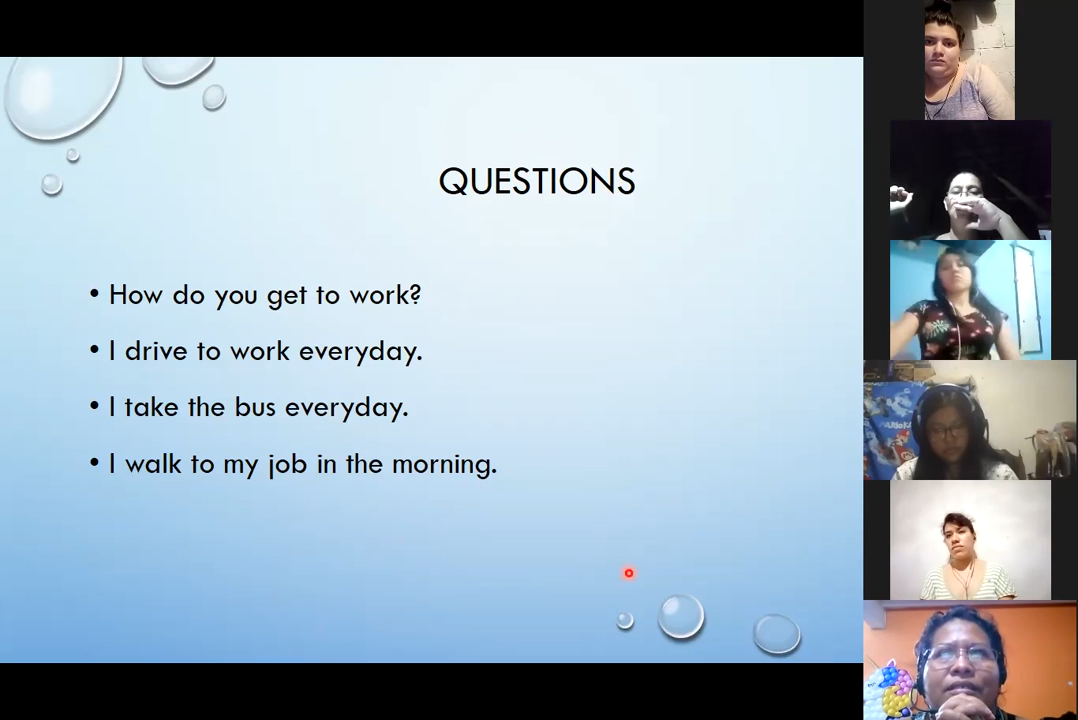 QUESTIONS
• How do you get to work?
• I drive to work everyday.
• I take the bus everyday.
• I walk to my job in the morning.